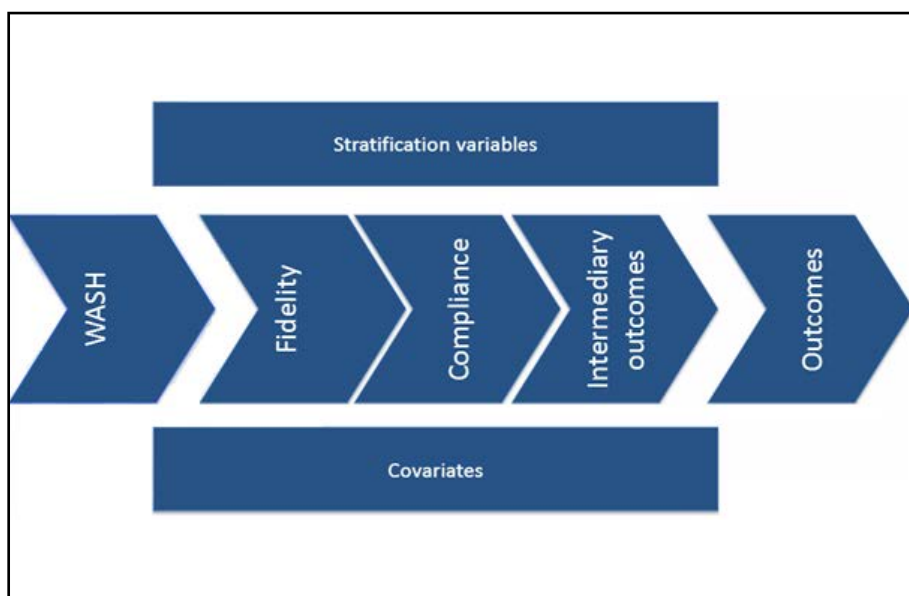 Stratification variables
WASH
Fidelity
Compliance
Intermediary
outcomes
Outcomes
Covariates